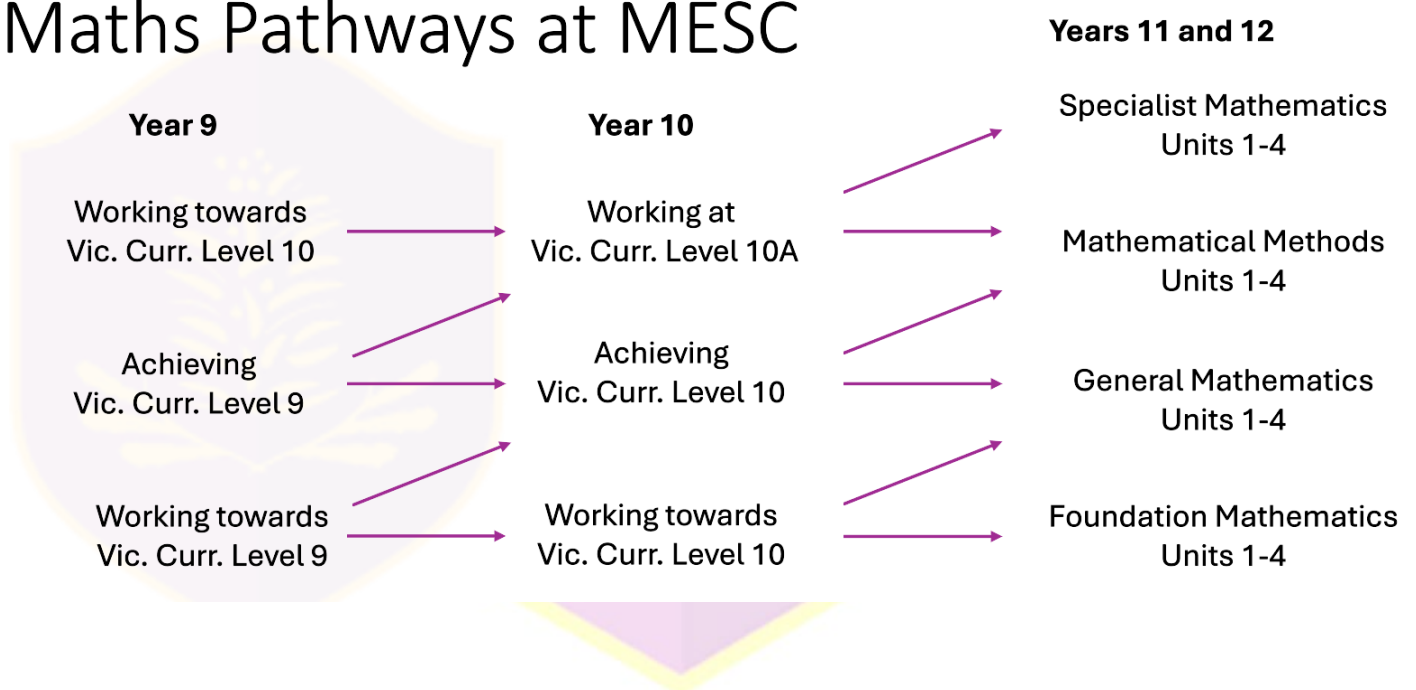 Maths Pathways at MESC
Year 9
Working towards
Vic. Curr. Level 10
Achieving
Vic. Curr. Level 9
Working towards
Vic. Curr. Level 9
Year 10
Working at
Vic. Curr. Level 10A
Achieving
Vic. Curr. Level 10
Working towards
Vic. Curr. Level 10
Years 11 and 12
Specialist Mathematics
Units 1-4
Mathematical Methods
Units 1-4
General Mathematics
Units 1-4
Foundation Mathematics
Units 1-4